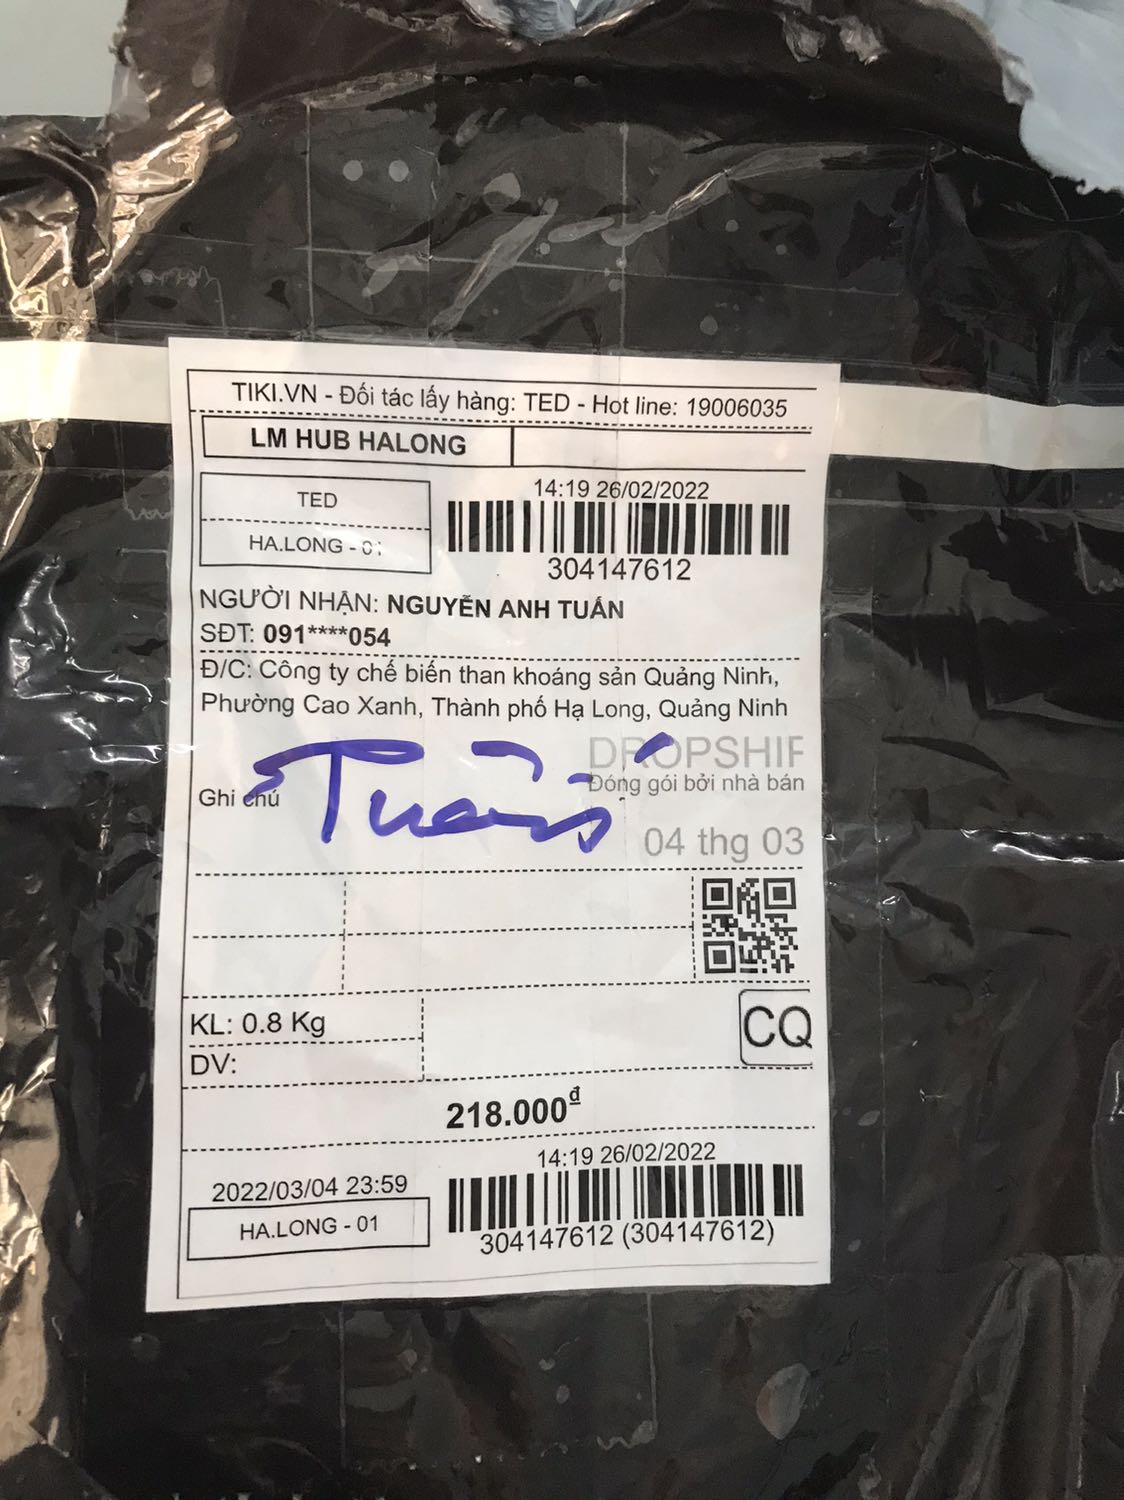 TIKI.VN - Đối tác lấy hàng: TED - Hot line: 19006035
LM HUB HALONG
TED
HA.LONG - 01
14:19 26/02/2022
304147612
NGƯỜI NHẬN: NGUYỄN ANH TUẤN
SĐT: 091****054
Đ/C: Công ty chế biến than khoáng sản Quảng Ninh,
Phường Cao Xanh, Thành phố Hạ Long, Quảng Ninh
DROPSHIP
Đóng gói bởi nhà bán
Ghi chú
Tuấn
04 thg 03
KL: 0.8 Kg
CQ
DV:
218.000đ
14:19 26/02/2022
2022/03/04 23:59
HA.LONG - 01
304147612 (304147612)